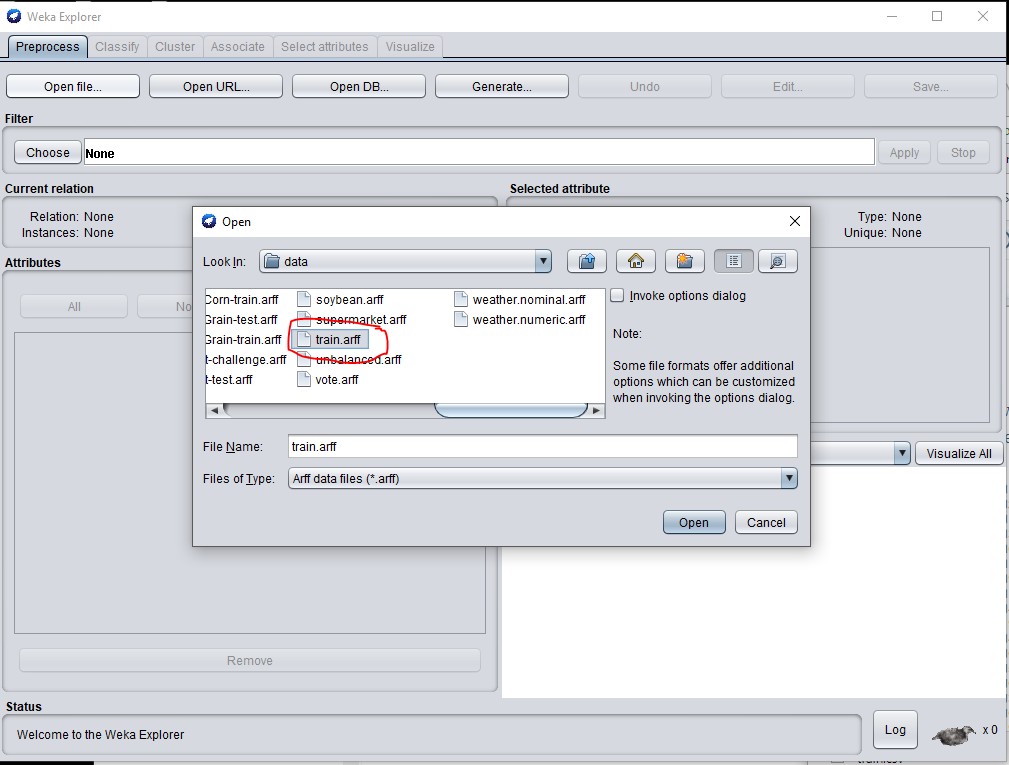 Weka Explorer
Preprocess Classify Cluster Associate Select attributes Visualize
Open file... Open URL... Open DB... Generate... Undo Edit... Save...
Filter
Choose None Apply Stop
Current relation
Relation: None
Instances: None
Selected attribute
Type: None
Unique: None
Attributes
All No
Open
Look In: data
Corn-train.arff soybean.arff weather.nominal.arff
Grain-test.arff supermarket.arff weather.numeric.arff
Grain-train.arff train.arff
t-challenge.arff unbalanced.arff
t-test.arff vote.arff
Invoke options dialog
Note:
Some file formats offer additional
options which can be customized
when invoking the options dialog.
File Name: train.arff
Files of Type: Arff data files (*.arff)
Open Cancel
Visualize All
Remove
Status
Welcome to the Weka Explorer
Log x 0